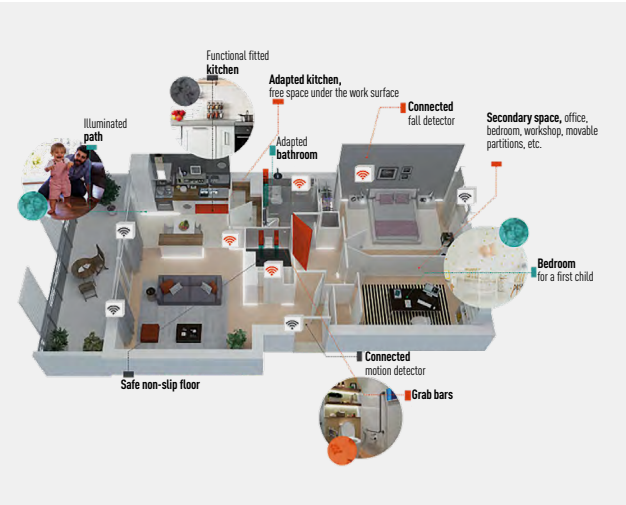 Functional fitted
kitchen
Adapted kitchen,
free space under the work surface
Connected
fall detector
Secondary space, office,
bedroom, workshop, movable
partitions, etc.
Illuminated
path
Adapted
bathroom
Bedroom
for a first child
Connected
motion detector
Safe non-slip floor
Grab bars